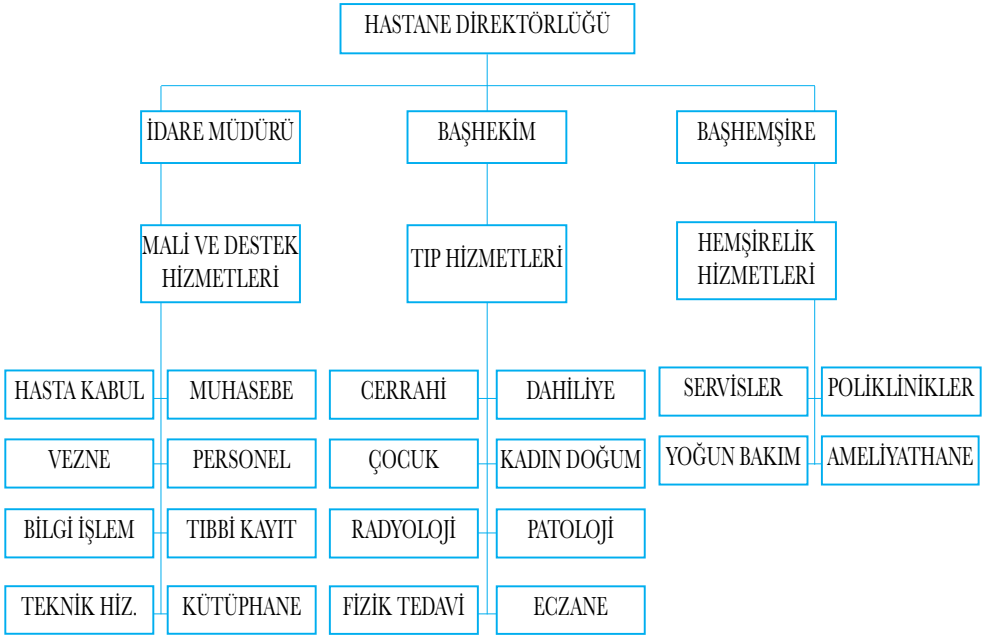 HASTANE DİREKTÖRLÜĞÜ
İDARE MÜDÜRÜ
BAŞHEKİM
BAŞHEMŞİRE
MALİ VE DESTEK
HİZMETLERİ
TIP HİZMETLERİ
HEMŞİRELİK
HİZMETLERİ
HASTA KABUL
MUHASEBE
CERRAHİ
DAHİLİYE
SERVİSLER
POLİKLİNİKLER
VEZNE
PERSONEL
ÇOCUK
KADIN DOĞUM
YOĞUN BAKIM
AMELİYATHANE
BİLGİ İŞLEM
TIBBİ KAYIT
RADYOLOJİ
PATOLOJİ
TEKNİK HİZ.
KÜTÜPHANE
FİZİK TEDAVİ
ECZANE